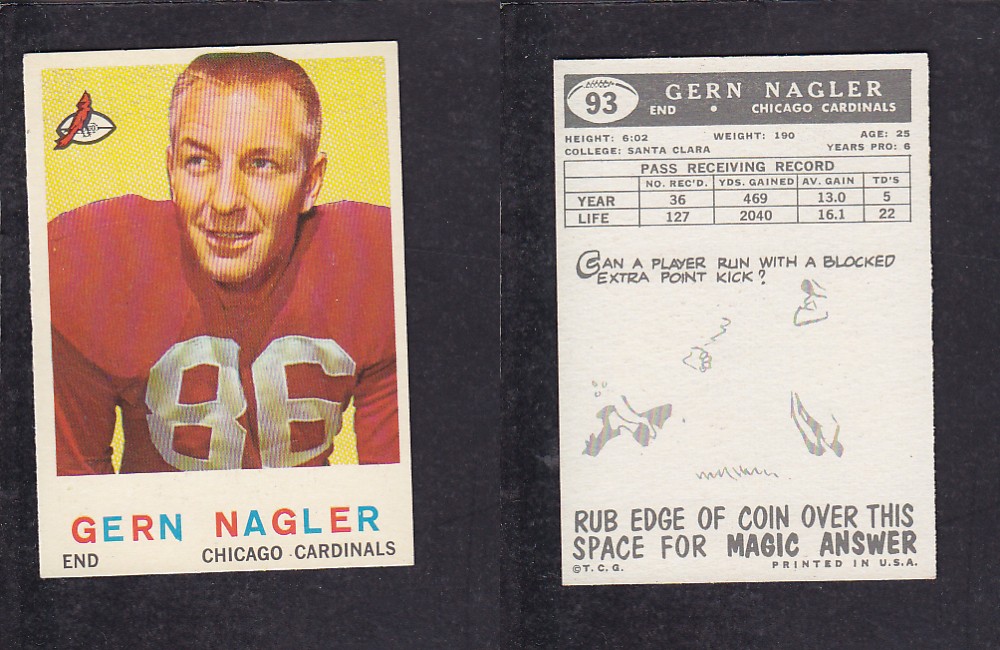 86
GERN NAGLER
END
CHICAGO CARDINALS
93
GERN NAGLER
END • CHICAGO CARDINALS
HEIGHT: 6:02 WEIGHT: 190 AGE: 25
COLLEGE: SANTA CLARA YEARS PRO: 6
PASS RECEIVING RECORD
NO. REC'D. YDS. GAINED AV. GAIN TD'S
YEAR 36 469 13.0 5
LIFE 127 2040 16.1 22
CAN A PLAYER RUN WITH A BLOCKED
EXTRA POINT KICK?
RUB EDGE OF COIN OVER THIS
SPACE FOR MAGIC ANSWER
©T.C.G. PRINTED IN U.S.A.